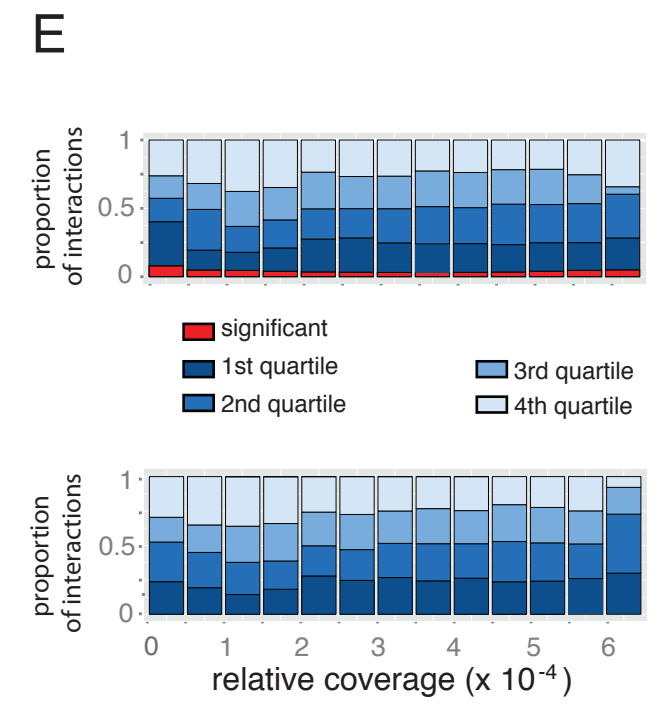 E
proportion
of interactions
1
0.5
0
significant
1st quartile
2nd quartile
3rd quartile
4th quartile
proportion
of interactions
1
0.5
0
0 1 2 3 4 5 6
relative coverage (x 10-4)